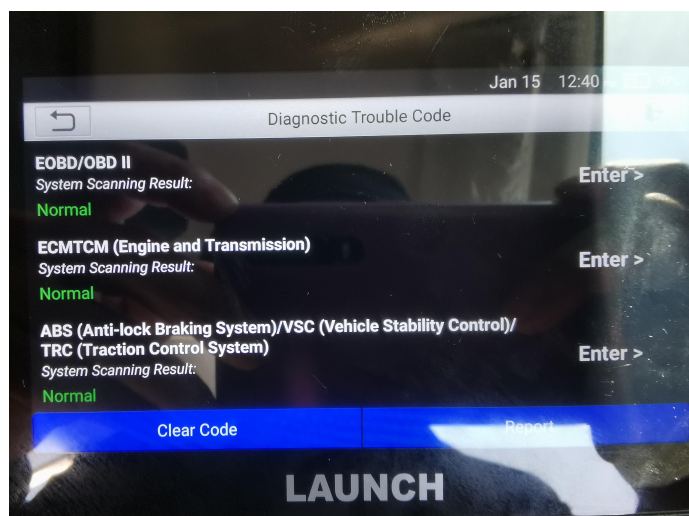 Jan 15 12:40
Diagnostic Trouble Code
EOBD/OBD II
System Scanning Result:
Enter >
Normal
ECMTCM (Engine and Transmission)
System Scanning Result:
Enter >
Normal
ABS (Anti-lock Braking System)/VSC (Vehicle Stability Control)/
TRC (Traction Control System)
Enter >
System Scanning Result:
Normal
Clear Code
Report
LAUNCH